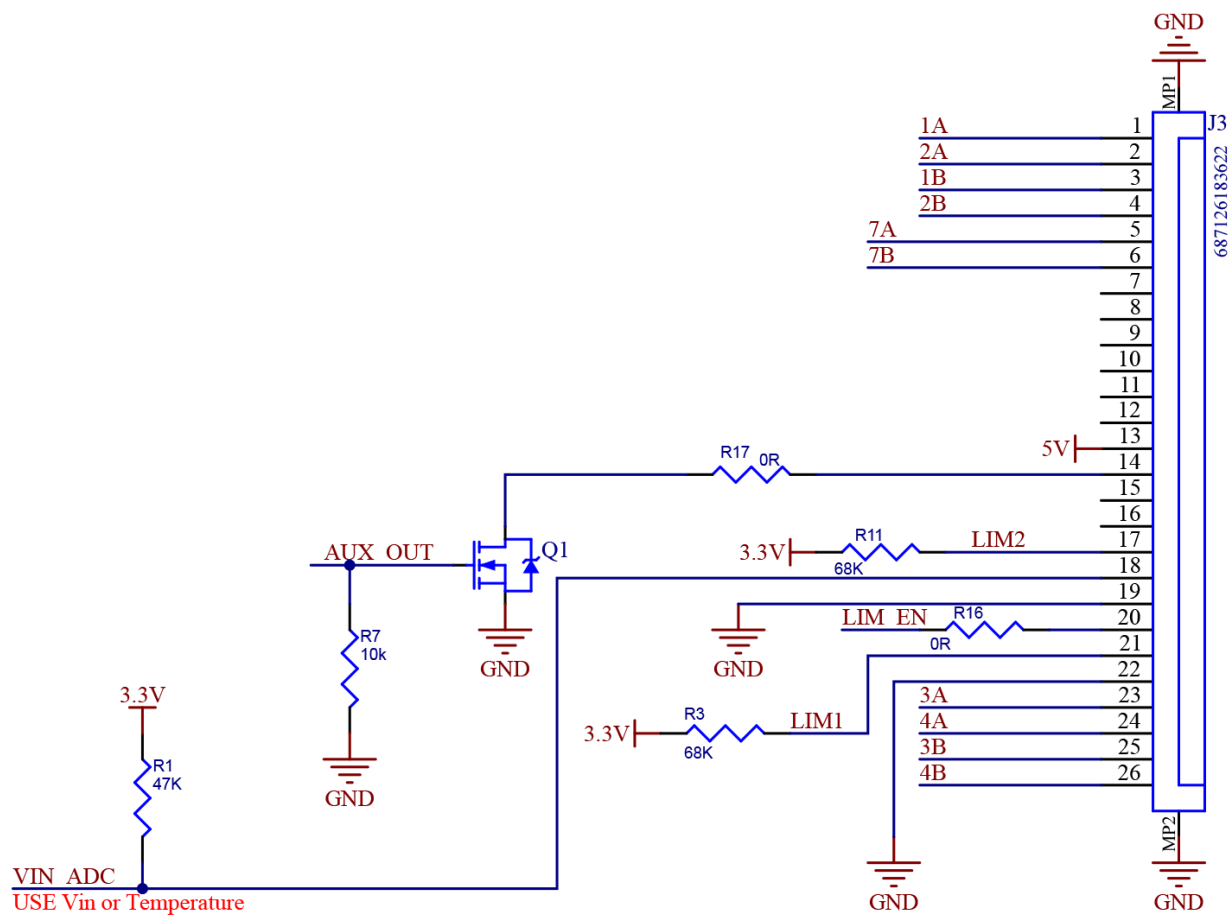 GND
MP1
J3
687126183622
1A 1
2A 2
1B 3
2B 4
7A 5
7B 6
7
8
9
10
11
12
5V 13
R17 0R 14
15
16
AUX_OUT Q1
3.3V R11 68K LIM2 17
18
19
GND
GND
LIM_EN R16 0R 20
R7
10k
21
22
3.3V R3 68K LIM1
3A 23
4A 24
3B 25
4B 26
3.3V
R1
47K
GND
MP2
GND
GND
VIN_ADC
USE Vin or Temperature